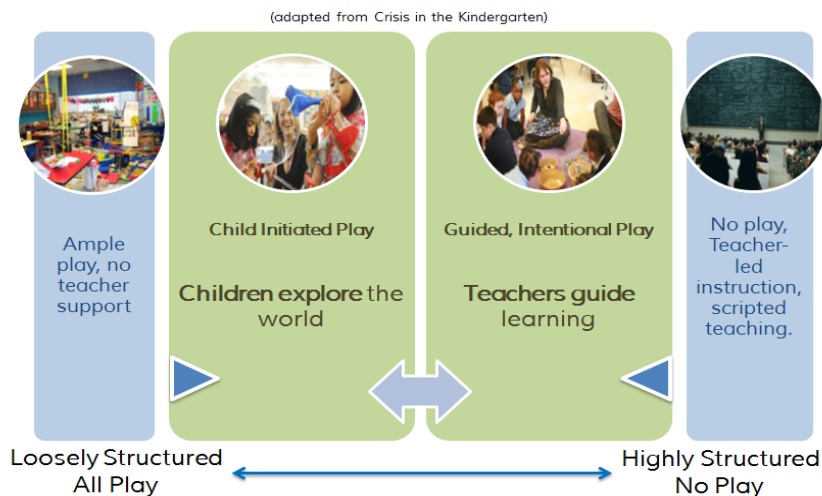 (adapted from Crisis in the Kindergarten)
Ample
play, no
teacher
support
Child Initiated Play
Children explore the
world
Guided, Intentional Play
Teachers guide
learning
No play,
Teacher-
led
instruction,
scripted
teaching.
Loosely Structured
All Play
Highly Structured
No Play